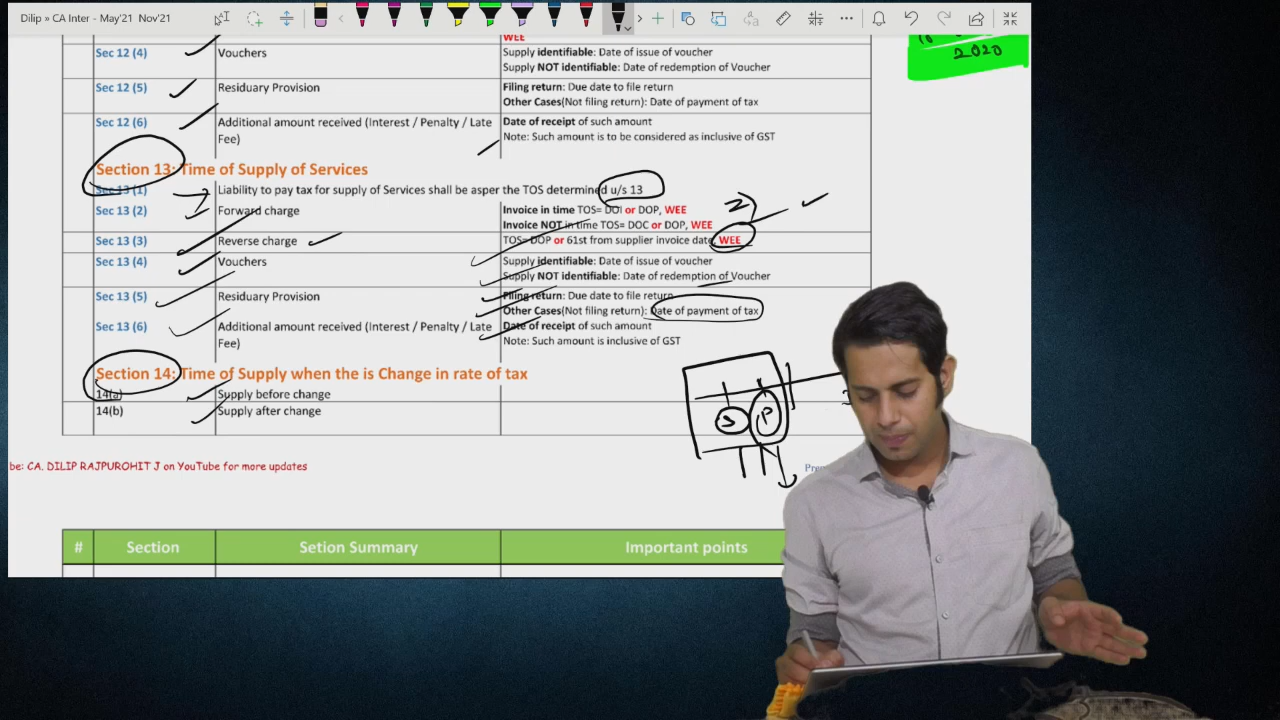 Dilip » CA Inter - May'21 Nov'21
2020
WEE
Sec 12 (4) Vouchers Supply identifiable: Date of issue of voucher
Supply NOT identifiable: Date of redemption of Voucher
Sec 12 (5) Residuary Provision Filing return: Due date to file return
Other Cases(Not filing return): Date of payment of tax
Sec 12 (6) Additional amount received (Interest / Penalty / Late Fee) Date of receipt of such amount
Note: Such amount is to be considered as inclusive of GST
Section 13: Time of Supply of Services
Sec 13 (1) Liability to pay tax for supply of Services shall be asper the TOS determined u/s 13
Sec 13 (2) Forward charge Invoice in time TOS= DOI or DOP, WEE
Invoice NOT in time TOS= DOC or DOP, WEE
Sec 13 (3) Reverse charge TOS= DOP or 61st from supplier invoice date, WEE
Sec 13 (4) Vouchers Supply identifiable: Date of issue of voucher
Supply NOT identifiable: Date of redemption of Voucher
Sec 13 (5) Residuary Provision Filing return: Due date to file return
Other Cases(Not filing return): Date of payment of tax
Sec 13 (6) Additional amount received (Interest / Penalty / Late Fee) Date of receipt of such amount
Note: Such amount is inclusive of GST
Section 14: Time of Supply when the is Change in rate of tax
14(a) Supply before change
14(b) Supply after change
S P
be: CA. DILIP RAJPUROHIT J on YouTube for more updates
# Section Setion Summary Important points